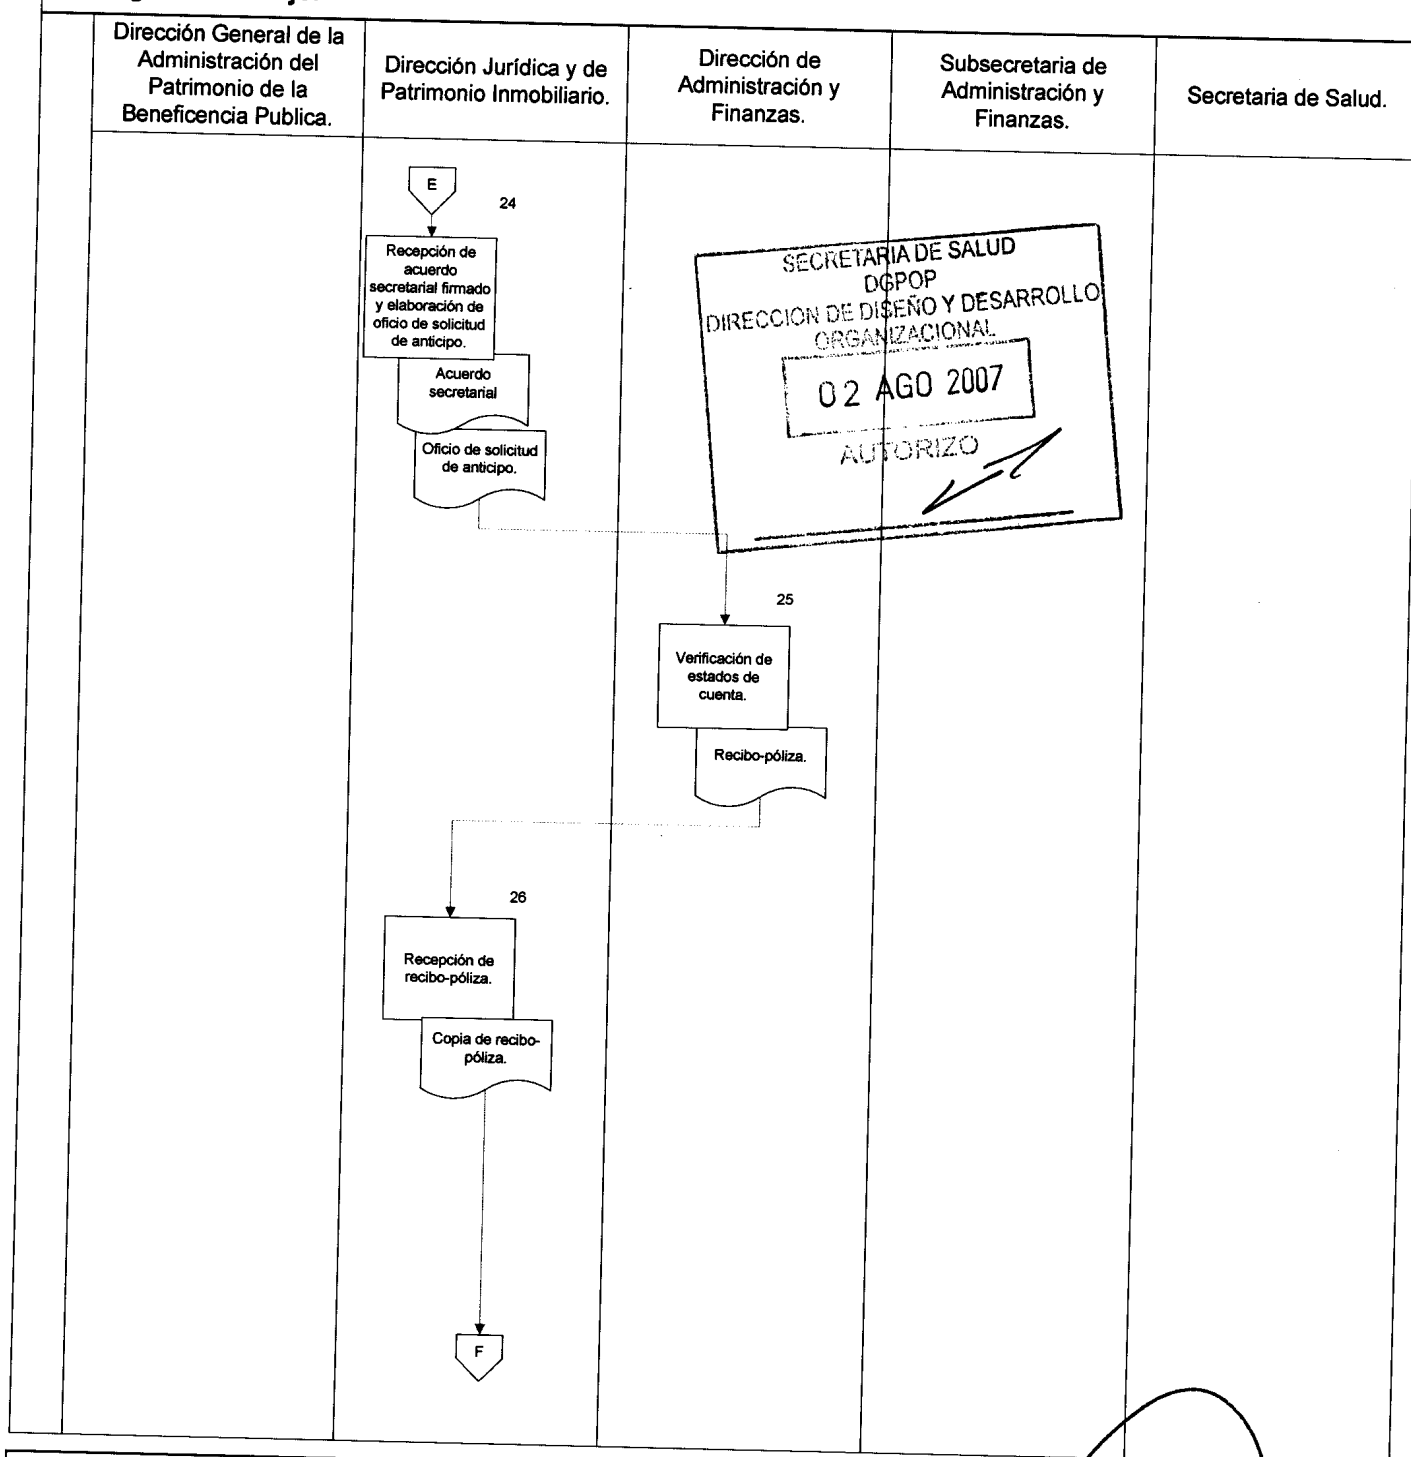 Dirección General de la
Administración del
Patrimonio de la
Beneficencia Publica.
Dirección Jurídica y de
Patrimonio Inmobiliario.
Dirección de
Administración y
Finanzas.
Subsecretaria de
Administración y
Finanzas.
Secretaria de Salud.
E
24
Recepción de
acuerdo
secretarial firmado
y elaboración de
oficio de solicitud
de anticipo.
Acuerdo
secretarial
Oficio de solicitud
de anticipo.
SECRETARIA DE SALUD
DGPOP
DIRECCION DE DISEÑO Y DESARROLLO
ORGANIZACIONAL
02 AGO 2007
AUTORIZO
25
Verificación de
estados de
cuenta.
Recibo-póliza.
26
Recepción de
recibo-póliza.
Copia de recibo-
póliza.
F